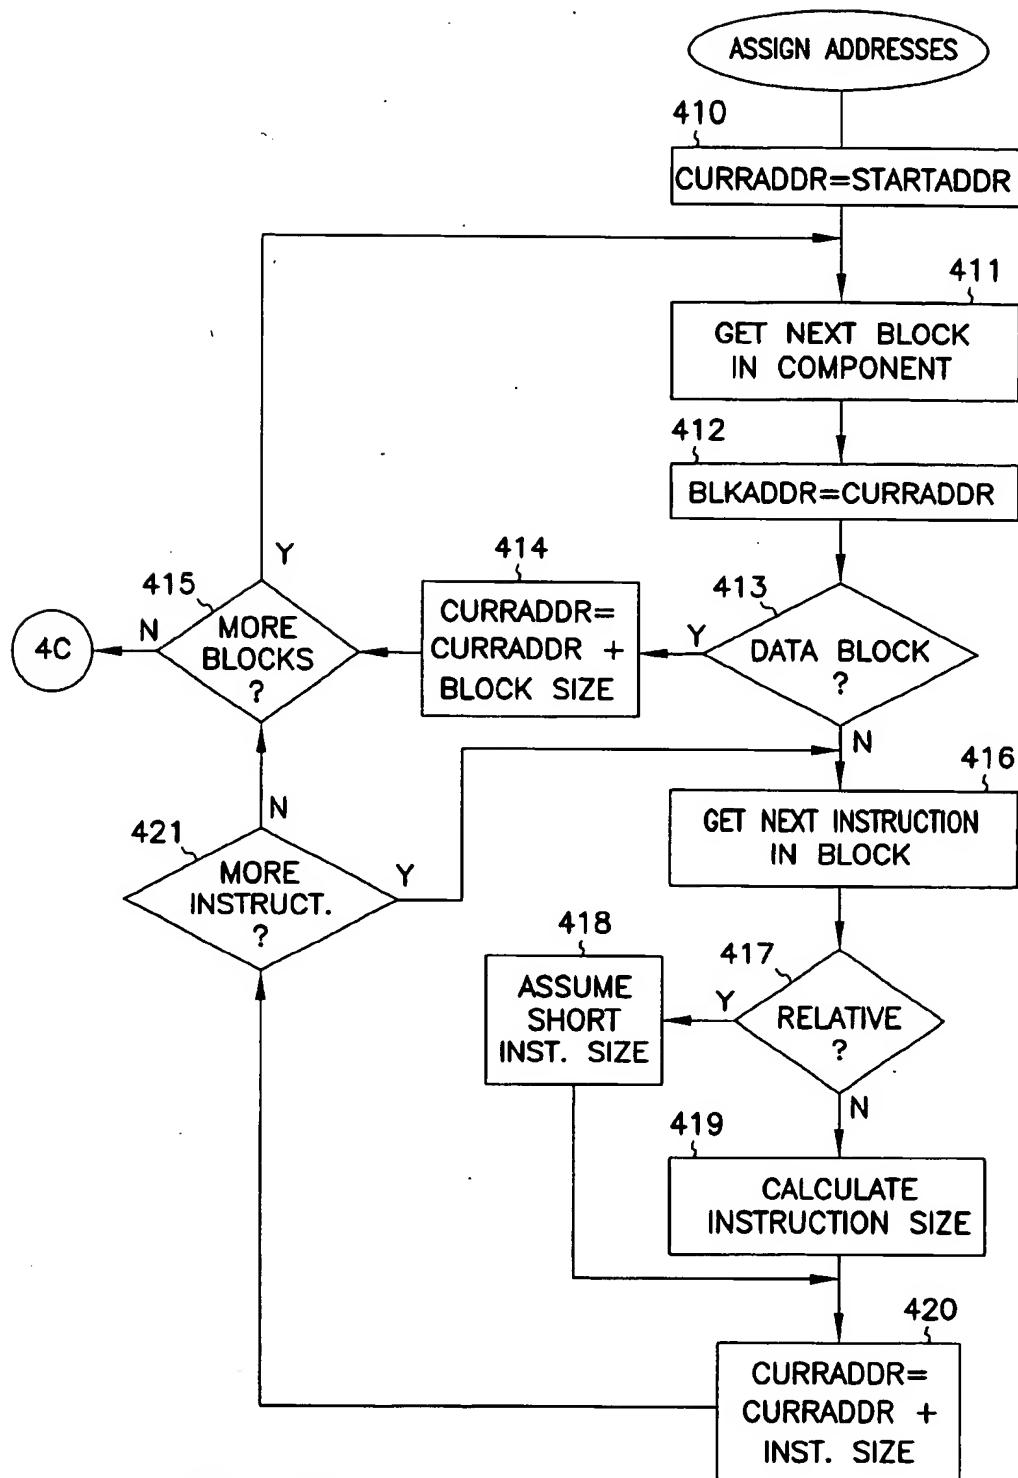 ASSIGN ADDRESSES
410
CURRADDR=STARTADDR
411
GET NEXT BLOCK
IN COMPONENT
412
BLKADDR=CURRADDR
413
DATA BLOCK
?
Y
N
414
CURRADDR=
CURRADDR +
BLOCK SIZE
415
MORE
BLOCKS
?
Y
N
4C
416
GET NEXT INSTRUCTION
IN BLOCK
417
RELATIVE
?
Y
N
418
ASSUME
SHORT
INST. SIZE
419
CALCULATE
INSTRUCTION SIZE
420
CURRADDR=
CURRADDR +
INST. SIZE
421
MORE
INSTRUCT.
?
Y
N